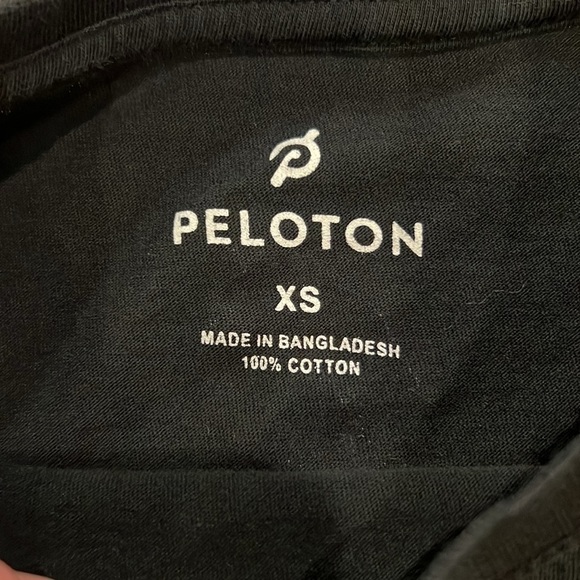 PELOTON
XS
MADE IN BANGLADESH
100% COTTON